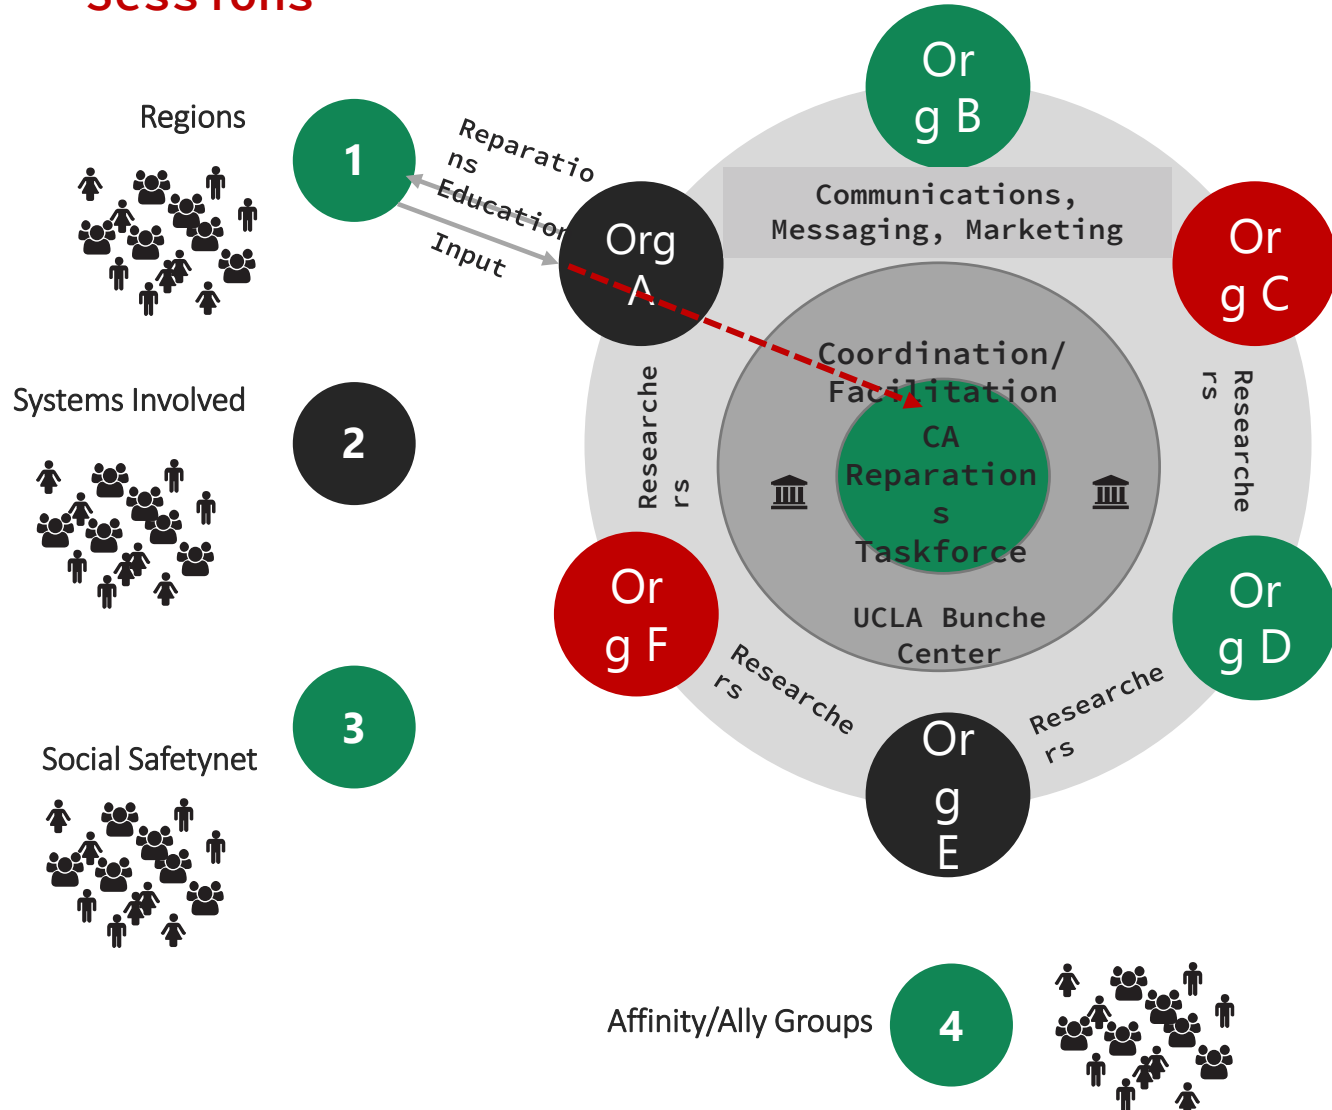 Sessions
Regions
1
Reparatio
ns
Education
Input
Org
A
Or
g B
Communications,
Messaging, Marketing
Or
g C
Systems Involved
2
Coordination/
Facilitation
CA
Reparation
s
Taskforce
UCLA Bunche
Center
Researche
rs
Researche
rs
Or
g F
Or
g D
Researche
rs
Researche
rs
Or
g
E
Social Safetynet
3
Affinity/Ally Groups
4